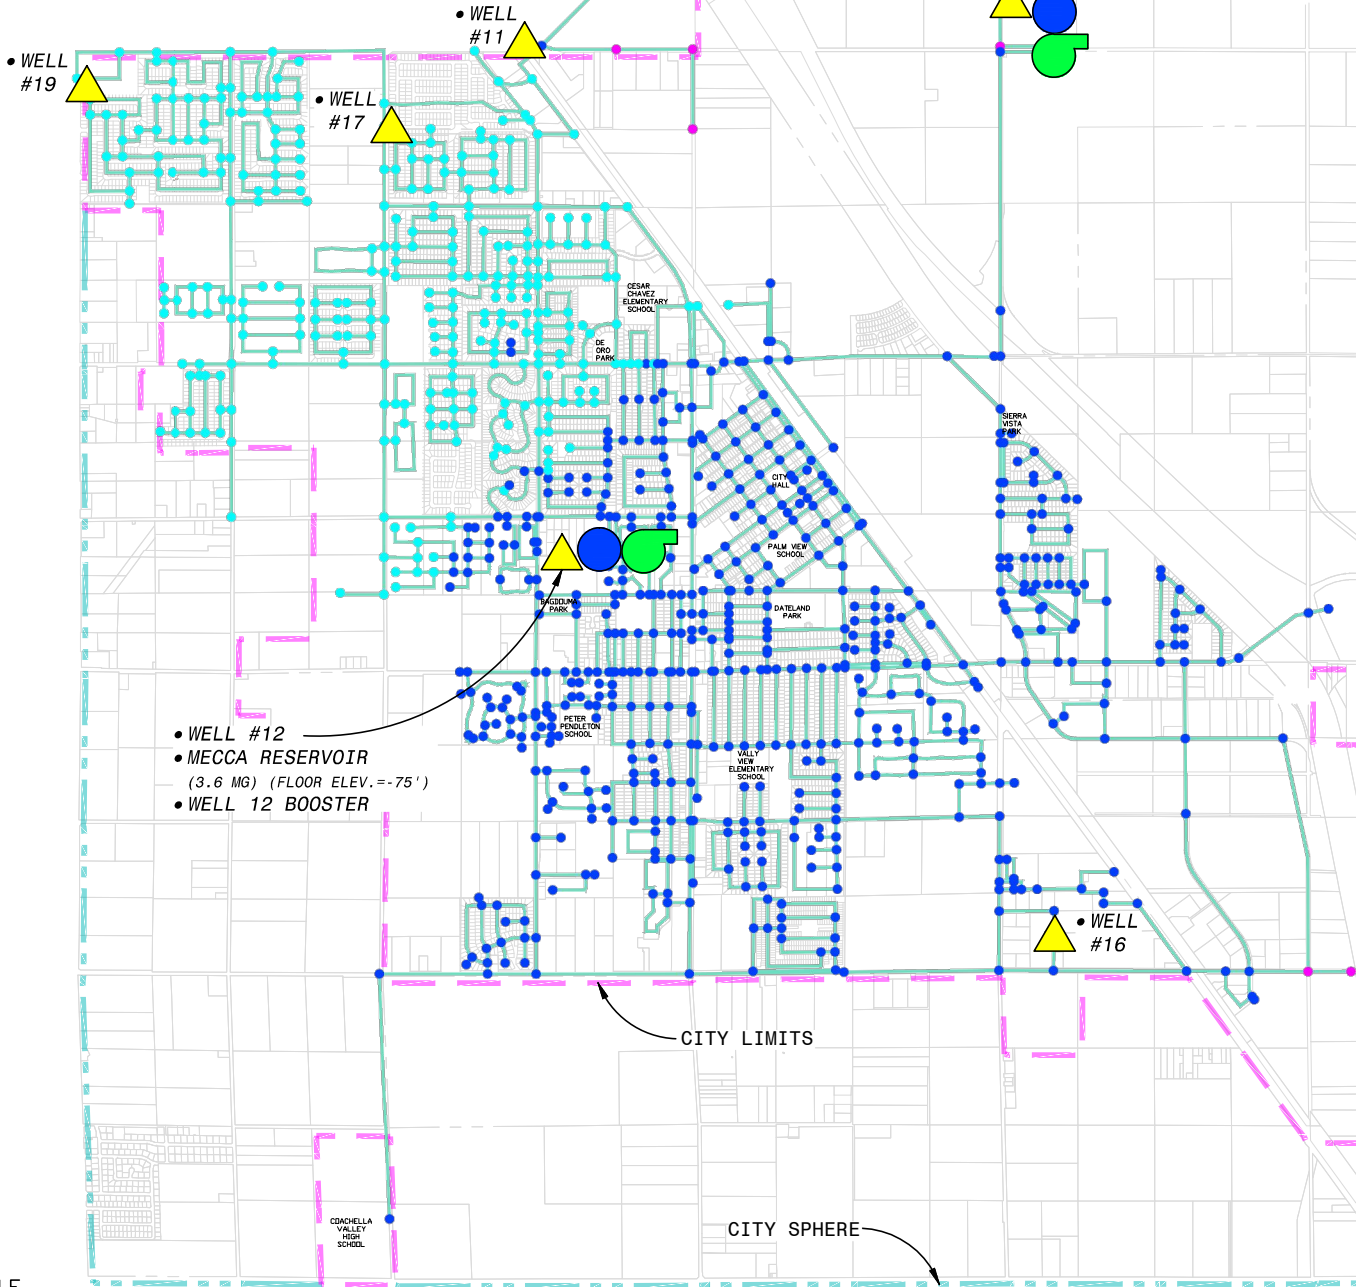 • WELL
#11
• WELL
#19
• WELL
#17
CESAR
CHAVEZ
ELEMENTARY
SCHOOL
DE
ORO
PARK
SIERRA
VISTA
PARK
CITY
HALL
PALM VIEW
SCHOOL
BAGDOUMA
PARK
DATELAND
PARK
PETER
PENDLETON
SCHOOL
• WELL #12
• MECCA RESERVOIR
(3.6 MG) (FLOOR ELEV.=-75')
• WELL 12 BOOSTER
VALLY
VIEW
ELEMENTARY
SCHOOL
• WELL
#16
CITY LIMITS
COACHELLA
VALLEY
HIGH
SCHOOL
CITY SPHERE